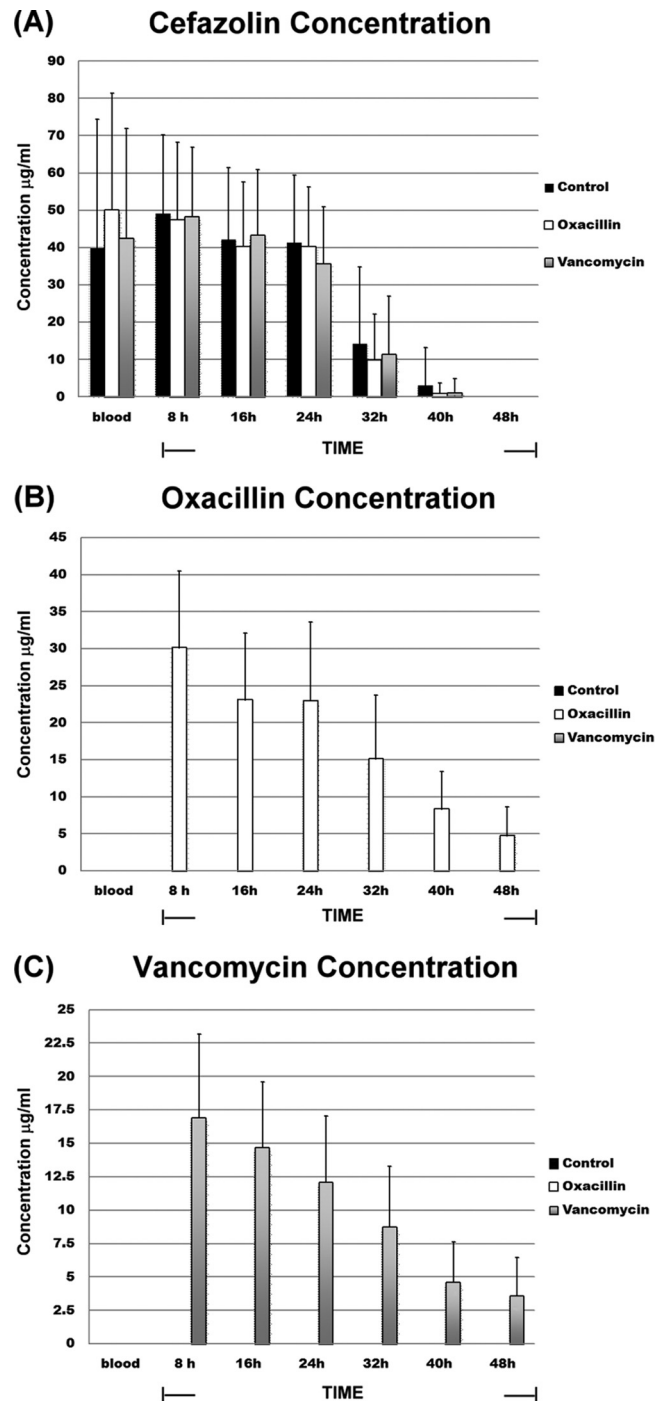 (A) Cefazolin Concentration
90
80
70
60
50
40
30
20
10
0
Concentration µg/ml
Control
Oxacillin
Vancomycin
blood 8 h 16h 24h 32h 40h 48h
TIME
(B) Oxacillin Concentration
45
40
35
30
25
20
15
10
5
0
Concentration µg/ml
Control
Oxacillin
Vancomycin
blood 8 h 16h 24h 32h 40h 48h
TIME
(C) Vancomycin Concentration
25
22.5
20
17.5
15
12.5
10
7.5
5
2.5
0
Concentration µg/ml
Control
Oxacillin
Vancomycin
blood 8 h 16h 24h 32h 40h 48h
TIME